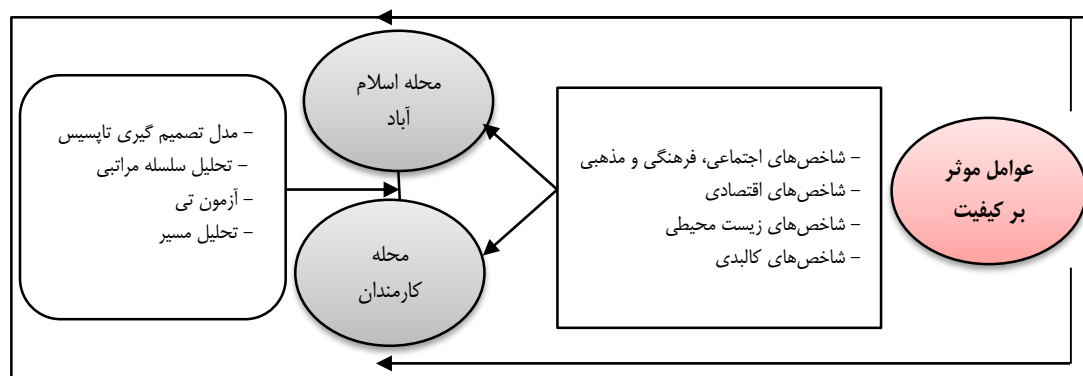 عوامل موثر
بر کیفیت
- شاخص‌های اجتماعی، فرهنگی و مذهبی
- شاخص‌های اقتصادی
- شاخص‌های زیست محیطی
- شاخص‌های کالبدی
محله اسلام
آباد
محله
کارمندان
- مدل تصمیم گیری تاپسیس
- تحلیل سلسله مراتبی
- آزمون تی
- تحلیل مسیر